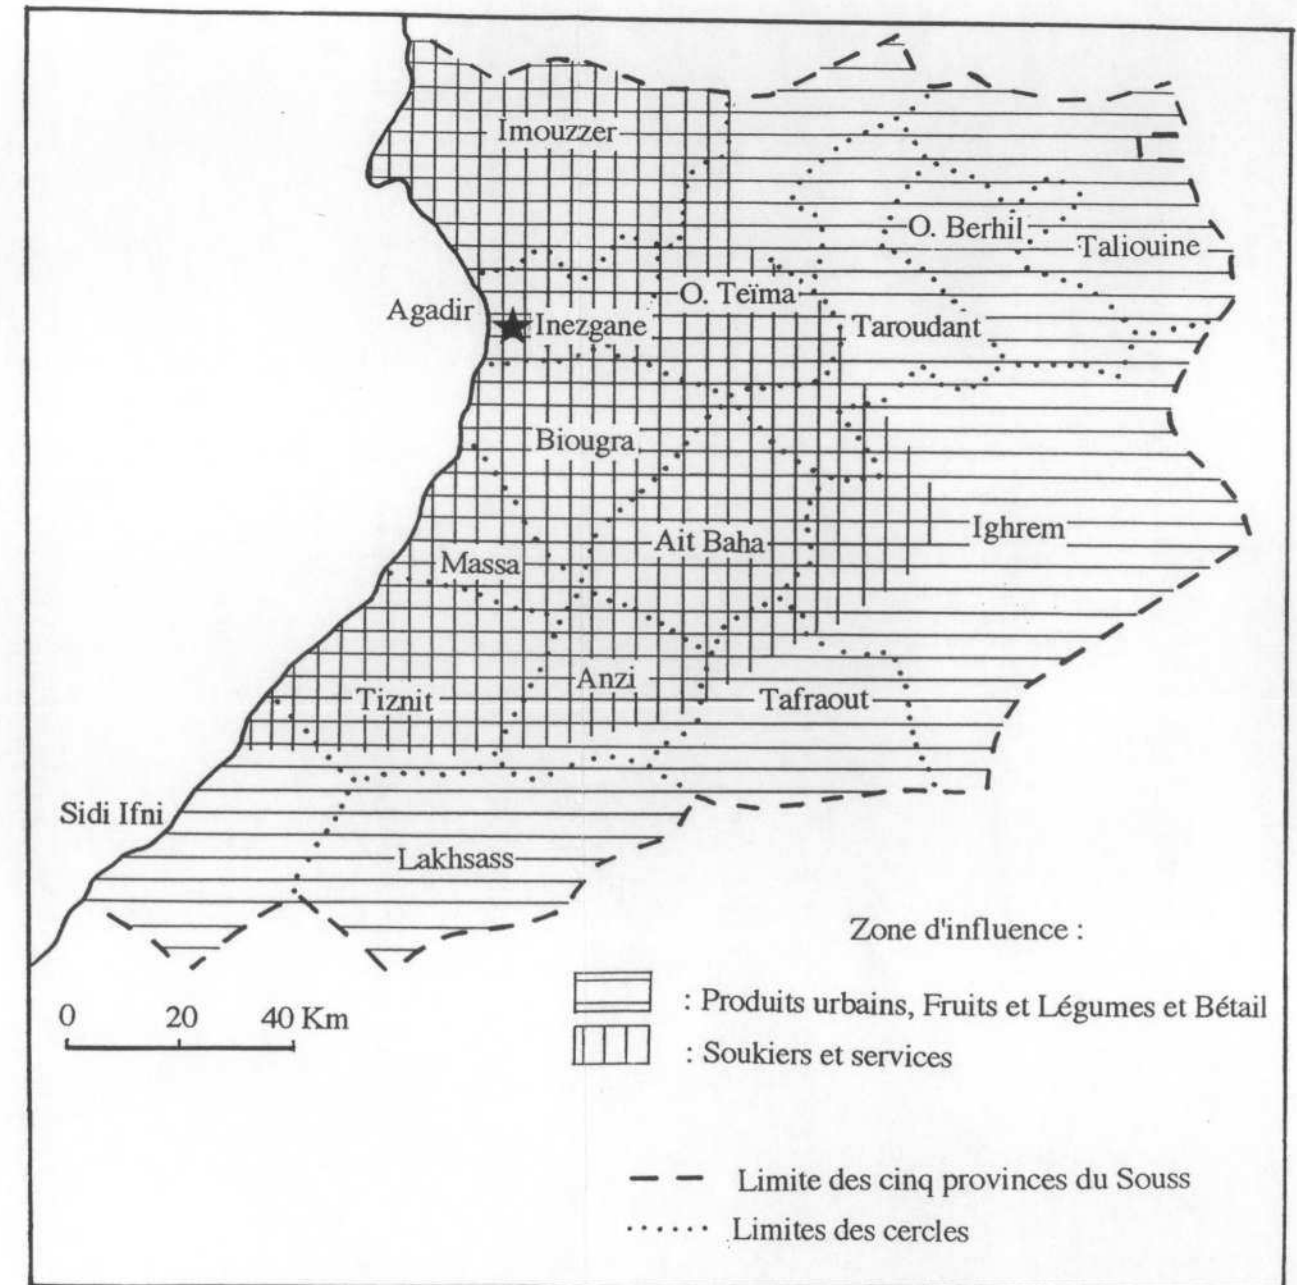 Imouzzer
O. Berhil
Taliouine
O. Teïma
Agadir
Inezgane
Taroudant
Biougra
Ighrem
Ait Baha
Massa
Anzi
Tiznit
Tafraout
Sidi Ifni
Lakhsass
Zone d'influence :
: Produits urbains, Fruits et Légumes et Bétail
0 20 40 Km
: Soukiers et services
Limite des cinq provinces du Souss
Limites des cercles